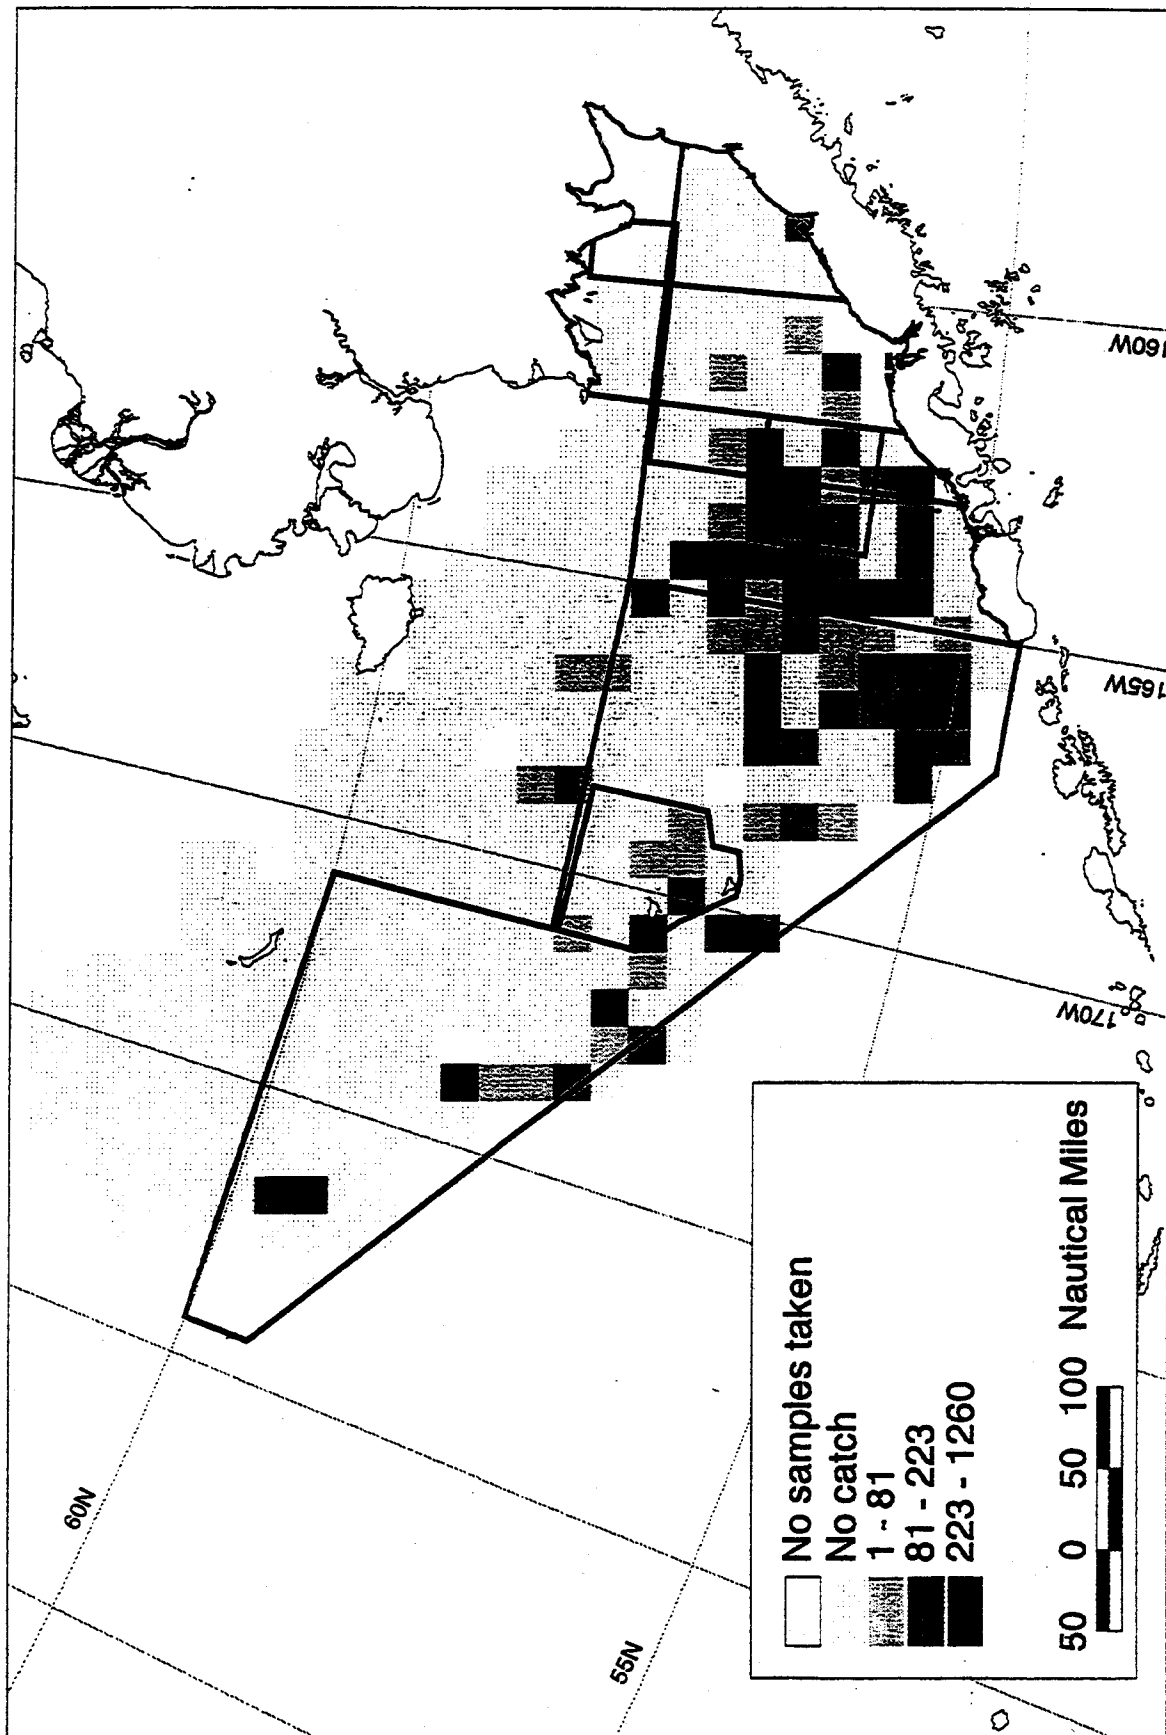 60N
55N
160W
165W
170W
No samples taken
No catch
1 - 81
81 - 223
223 - 1260
50 0 50 100 Nautical Miles